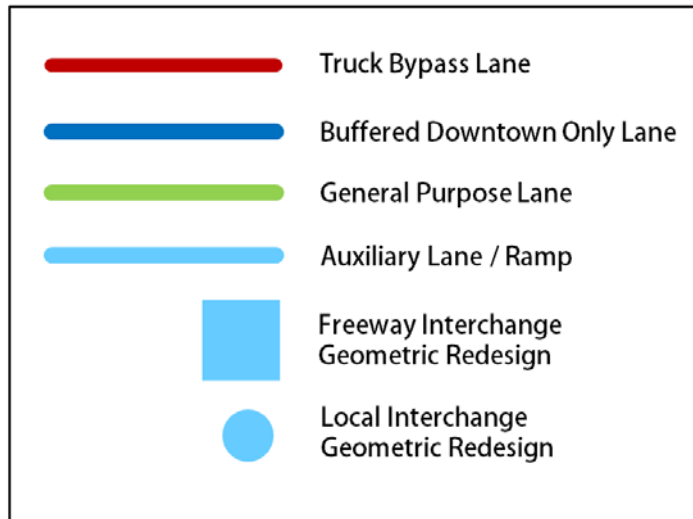 Truck Bypass Lane
Buffered Downtown Only Lane
General Purpose Lane
Auxiliary Lane / Ramp
Freeway Interchange
Geometric Redesign
Local Interchange
Geometric Redesign